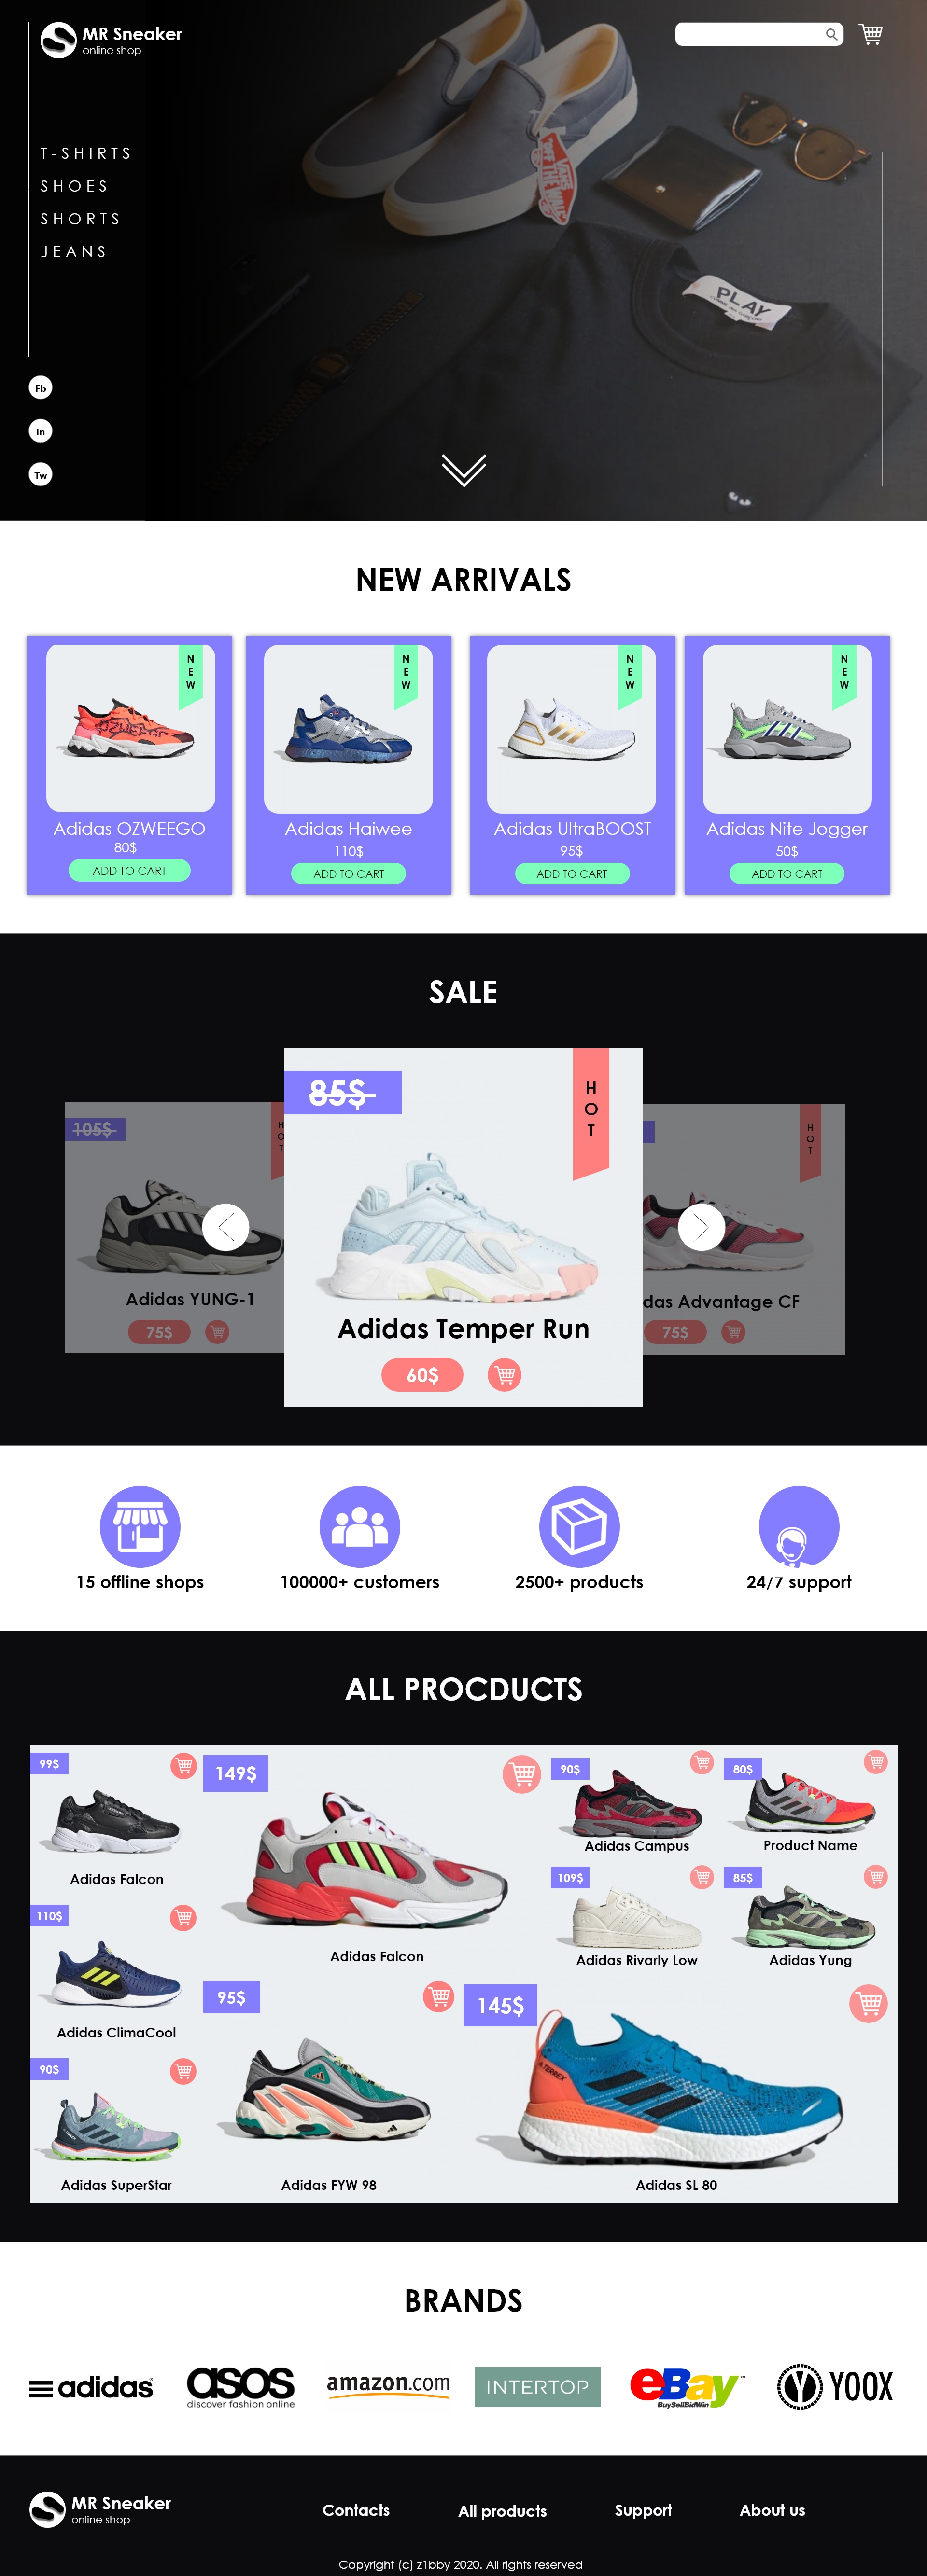 MR Sneaker
online shop
T-SHIRTS
SHOES
SHORTS
JEANS
VANS
"OFF
THE WALL"
PLAY
Fb
In
Tw
NEW ARRIVALS
NEW
NEW
NEW
NEW
Adidas OZWEEGO
80$
ADD TO CART
Adidas Haiwee
110$
ADD TO CART
Adidas UltraBOOST
95$
ADD TO CART
Adidas Nite Jogger
50$
ADD TO CART
SALE
105$
HOT
Adidas YUNG-1
75$
85$
HOT
Adidas Temper Run
60$
HOT
das Advantage CF
75$
15 offline shops
100000+ customers
2500+ products
24/7 support
ALL PROCDUCTS
99$
Adidas Falcon
149$
Adidas Falcon
90$
Adidas Campus
80$
Product Name
110$
Adidas ClimaCool
109$
Adidas Rivarly Low
85$
Adidas Yung
90$
Adidas SuperStar
95$
Adidas FYW 98
145$
Adidas SL 80
BRANDS
adidas
asos
discover fashion online
amazon.com
INTERTOP
eBay™
BuySellBidWin
Y YOOX
MR Sneaker
online shop
Contacts
All products
Support
About us
Copyright (c) z1bby 2020. All rights reserved